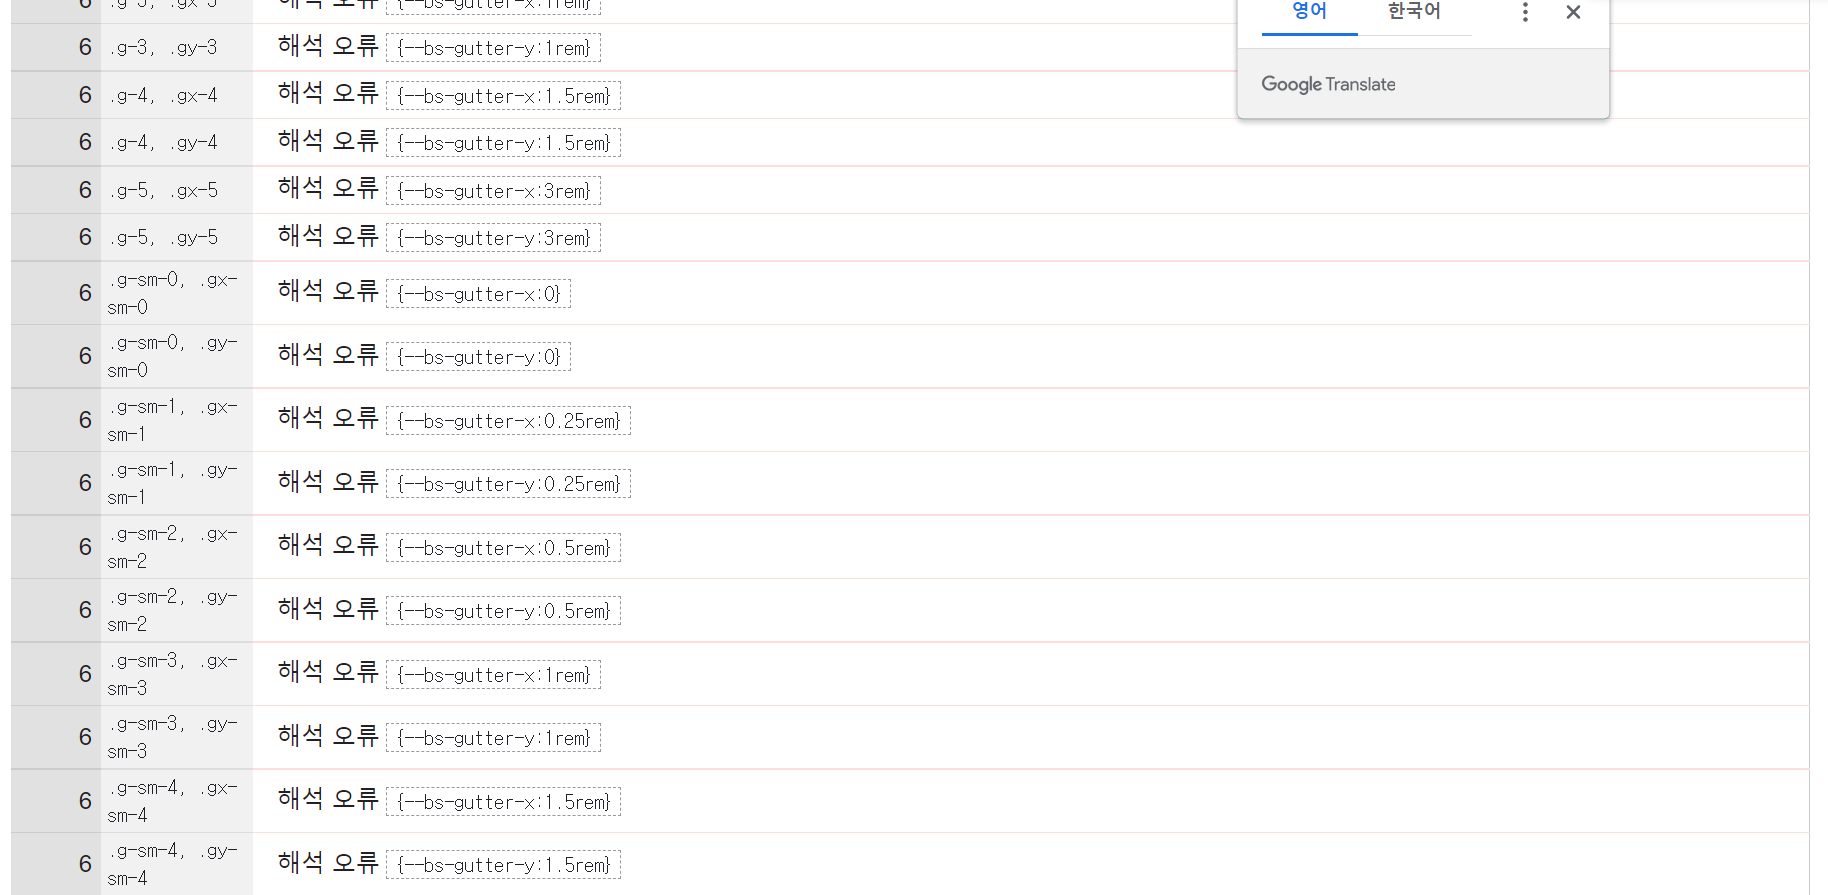 6 .g-3, .gx-3 해석 오류 {--bs-gutter-x:1rem}
영어 한국어
6 .g-3, .gy-3 해석 오류 {--bs-gutter-y:1rem}
Google Translate
6 .g-4, .gx-4 해석 오류 {--bs-gutter-x:1.5rem}
6 .g-4, .gy-4 해석 오류 {--bs-gutter-y:1.5rem}
6 .g-5, .gx-5 해석 오류 {--bs-gutter-x:3rem}
6 .g-5, .gy-5 해석 오류 {--bs-gutter-y:3rem}
6 .g-sm-0, .gx-
sm-0 해석 오류 {--bs-gutter-x:0}
6 .g-sm-0, .gy-
sm-0 해석 오류 {--bs-gutter-y:0}
6 .g-sm-1, .gx-
sm-1 해석 오류 {--bs-gutter-x:0.25rem}
6 .g-sm-1, .gy-
sm-1 해석 오류 {--bs-gutter-y:0.25rem}
6 .g-sm-2, .gx-
sm-2 해석 오류 {--bs-gutter-x:0.5rem}
6 .g-sm-2, .gy-
sm-2 해석 오류 {--bs-gutter-y:0.5rem}
6 .g-sm-3, .gx-
sm-3 해석 오류 {--bs-gutter-x:1rem}
6 .g-sm-3, .gy-
sm-3 해석 오류 {--bs-gutter-y:1rem}
6 .g-sm-4, .gx-
sm-4 해석 오류 {--bs-gutter-x:1.5rem}
6 .g-sm-4, .gy-
sm-4 해석 오류 {--bs-gutter-y:1.5rem}